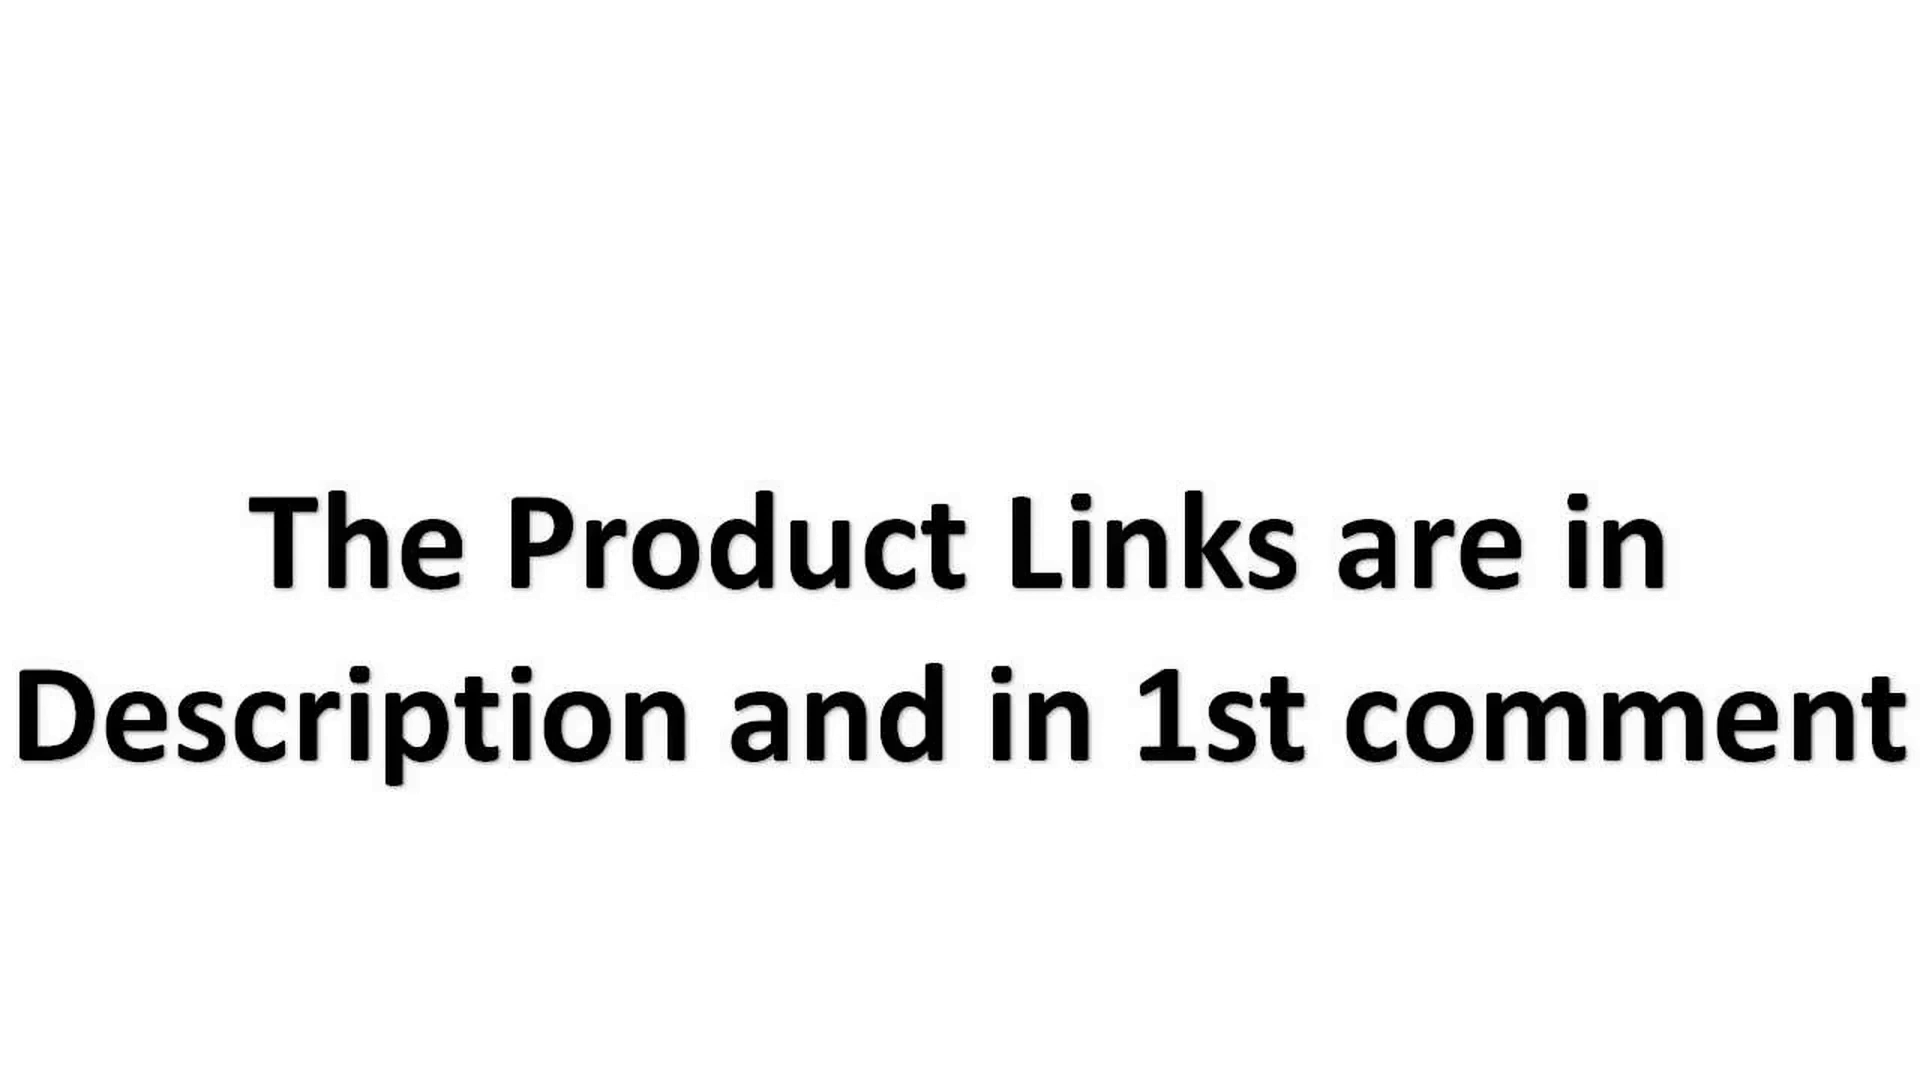 The Product Links are in
Description and in 1st comment